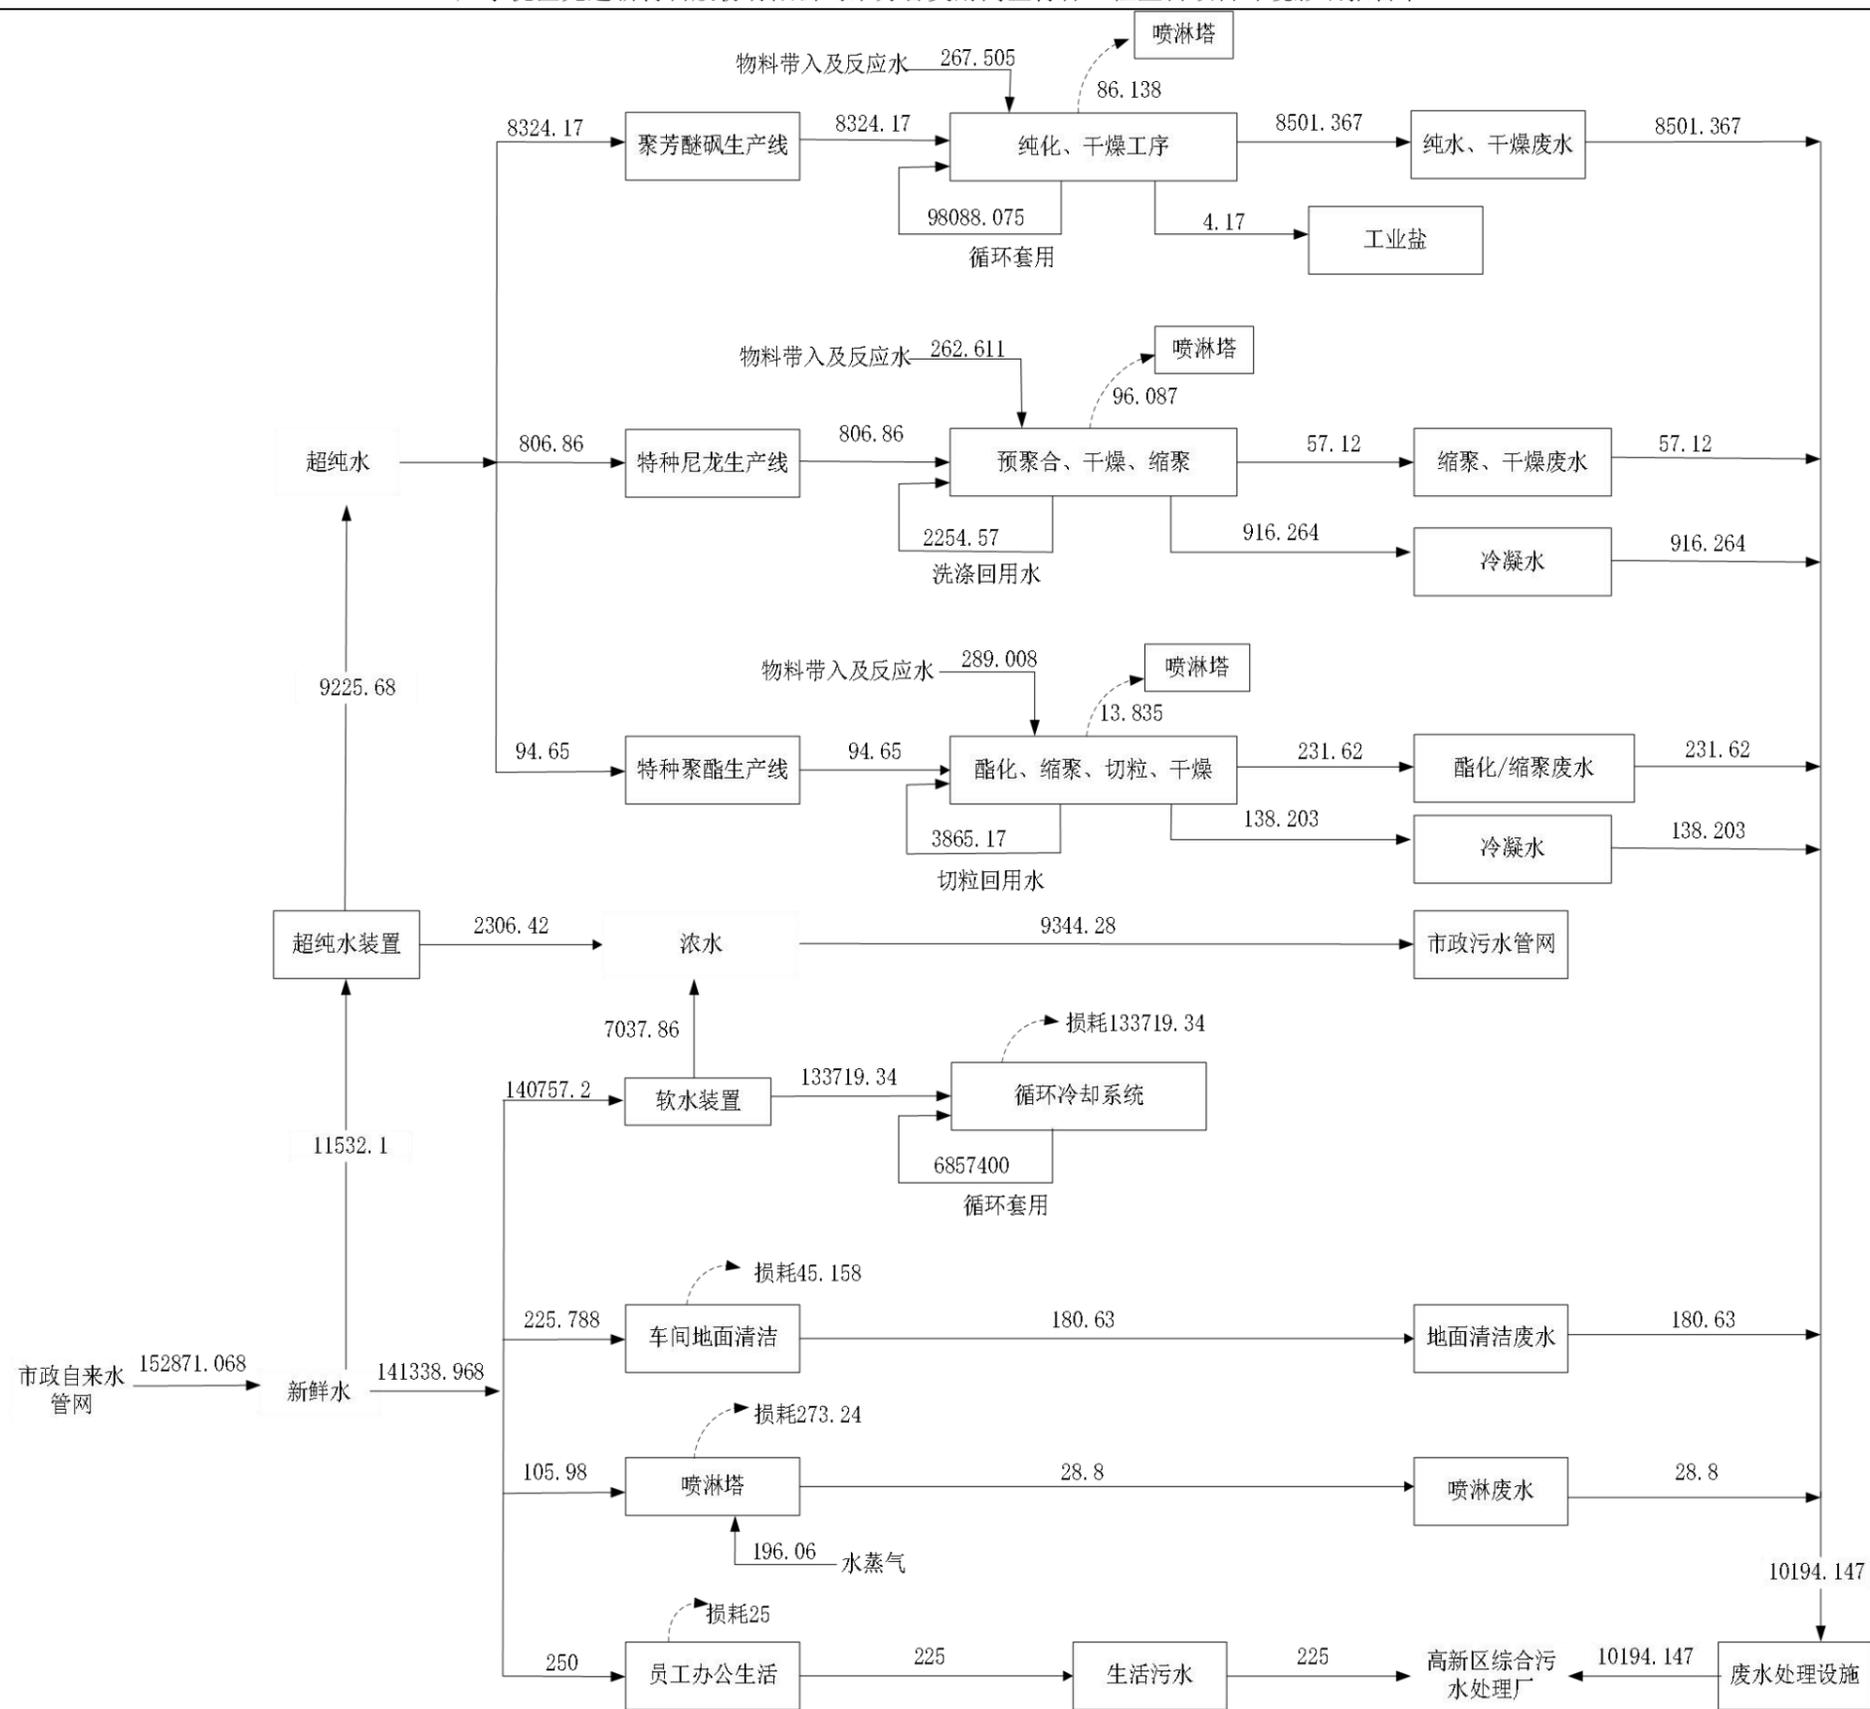 喷淋塔
物料带入及反应水 267.505
86.138
8324.17 聚芳醚砜生产线 8324.17 纯化、干燥工序 8501.367 纯水、干燥废水 8501.367
98088.075
循环套用
4.17 工业盐
物料带入及反应水 262.611
喷淋塔
96.087
超纯水 806.86 特种尼龙生产线 806.86 预聚合、干燥、缩聚 57.12 缩聚、干燥废水 57.12
2254.57
洗涤回用水
916.264 冷凝水 916.264
9225.68
物料带入及反应水 289.008
喷淋塔
13.835
94.65 特种聚酯生产线 94.65 酯化、缩聚、切粒、干燥 231.62 酯化/缩聚废水 231.62
3865.17
切粒回用水
138.203 冷凝水 138.203
超纯水装置 2306.42 浓水 9344.28 市政污水管网
7037.86
损耗133719.34
140757.2 软水装置 133719.34 循环冷却系统
11532.1
6857400
循环套用
损耗45.158
225.788 车间地面清洁 180.63 地面清洁废水 180.63
市政自来水
管网
152871.068 新鲜水 141338.968
损耗273.24
105.98 喷淋塔 28.8 喷淋废水 28.8
196.06 水蒸气
10194.147
损耗25
250 员工办公生活 225 生活污水 225
高新区综合污
水处理厂
10194.147 废水处理设施